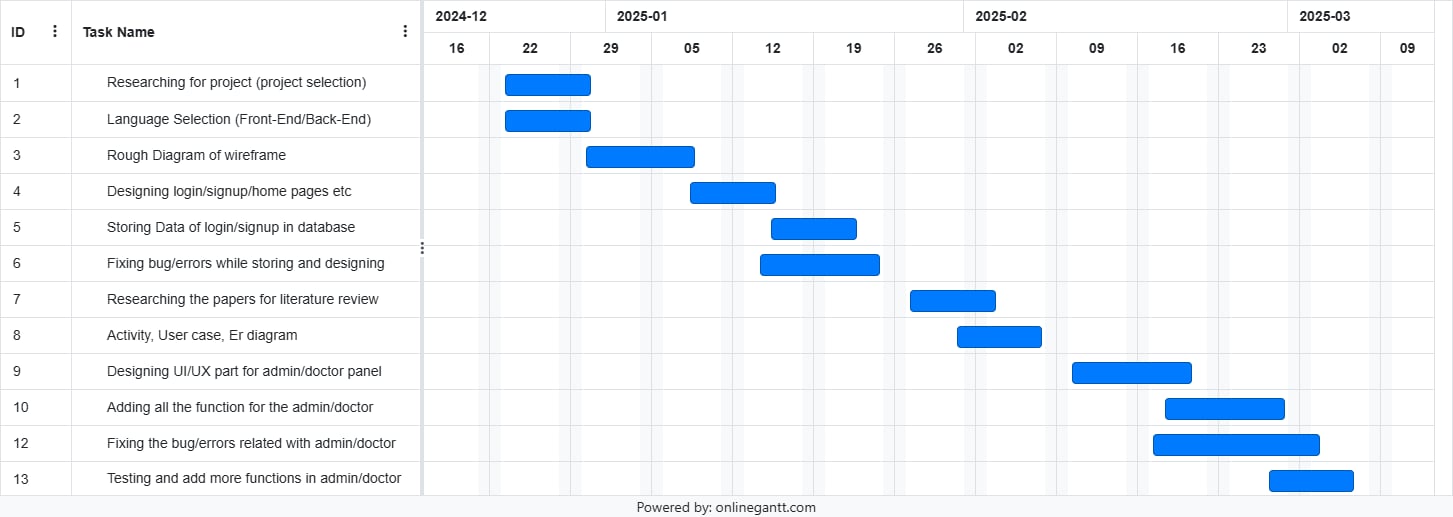 ID Task Name 2024-12 2025-01 2025-02 2025-03
16 22 29 05 12 19 26 02 09 16 23 02 09
1 Researching for project (project selection)
2 Language Selection (Front-End/Back-End)
3 Rough Diagram of wireframe
4 Designing login/signup/home pages etc
5 Storing Data of login/signup in database
6 Fixing bug/errors while storing and designing
7 Researching the papers for literature review
8 Activity, User case, Er diagram
9 Designing UI/UX part for admin/doctor panel
10 Adding all the function for the admin/doctor
12 Fixing the bug/errors related with admin/doctor
13 Testing and add more functions in admin/doctor
Powered by: onlinegantt.com